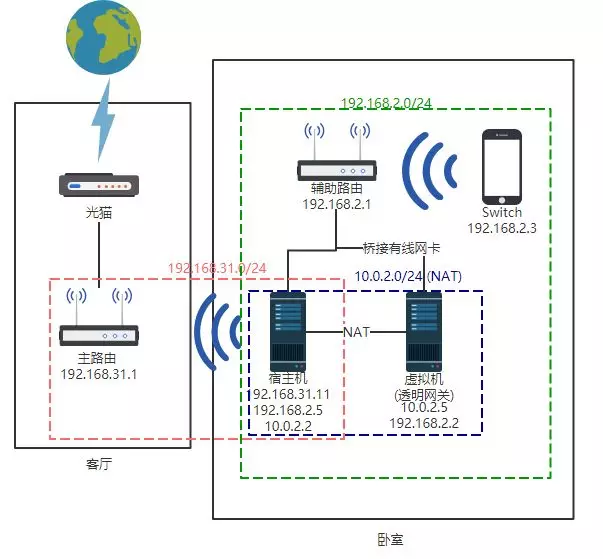 192.168.2.0/24
辅助路由
192.168.2.1
Switch
192.168.2.3
光猫
桥接有线网卡
192.168.31.0/24
10.0.2.0/24 (NAT)
主路由
192.168.31.1
NAT
宿主机
192.168.31.11
192.168.2.5
10.0.2.2
虚拟机
(透明网关)
10.0.2.5
192.168.2.2
客厅
卧室